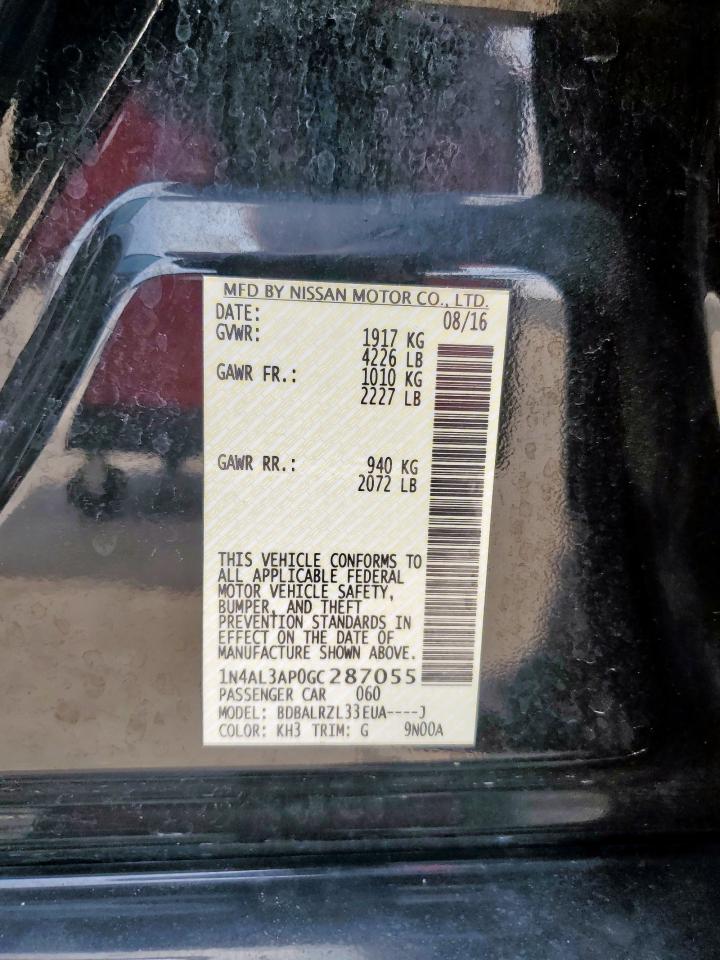 MFD BY NISSAN MOTOR CO., LTD.
DATE: 08/16
GVWR: 1917 KG
4226 LB
GAWR FR.: 1010 KG
2227 LB
GAWR RR.: 940 KG
2072 LB
THIS VEHICLE CONFORMS TO
ALL APPLICABLE FEDERAL
MOTOR VEHICLE SAFETY,
BUMPER, AND THEFT
PREVENTION STANDARDS IN
EFFECT ON THE DATE OF
MANUFACTURE SHOWN ABOVE.
1N4AL3AP0GC287055
PASSENGER CAR 060
MODEL: BDBALRZL33EUA----J
COLOR: KH3 TRIM: G 9N00A